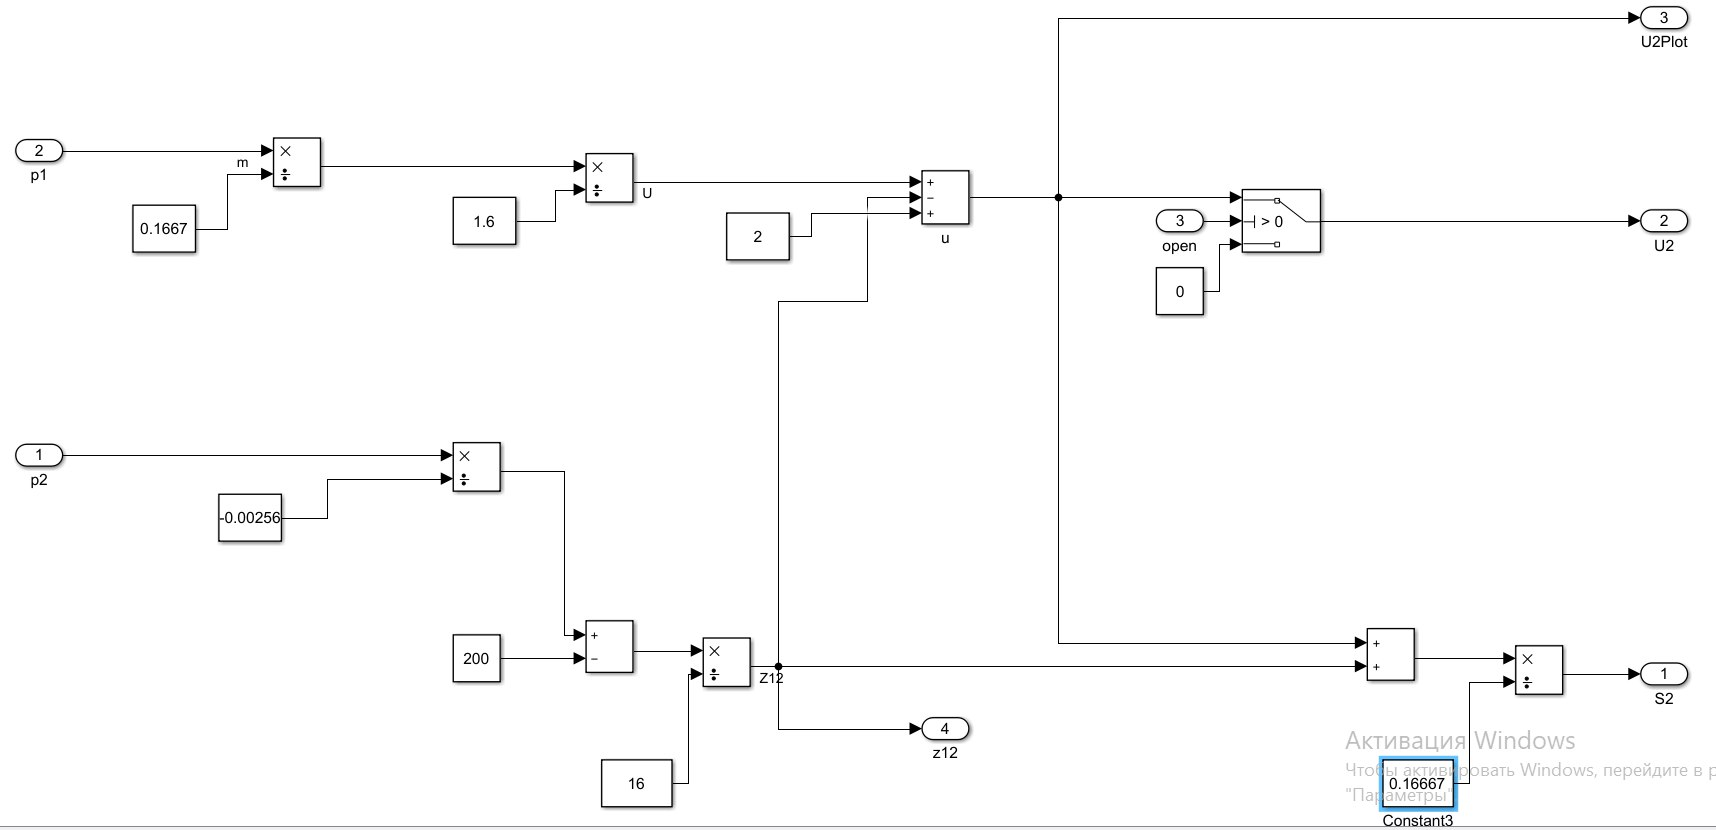 3
U2Plot
2
p1
m
×
÷
0.1667
×
÷
U
1.6
+
−
+
u
2
3
open
> 0
0
2
U2
1
p2
×
÷
-0.00256
+
−
200
×
÷
Z12
16
4
z12
+
+
×
÷
1
S2
Активация Windows
Чтобы активировать Windows, перейдите в р
"Параметры"
0.16667
Constant3